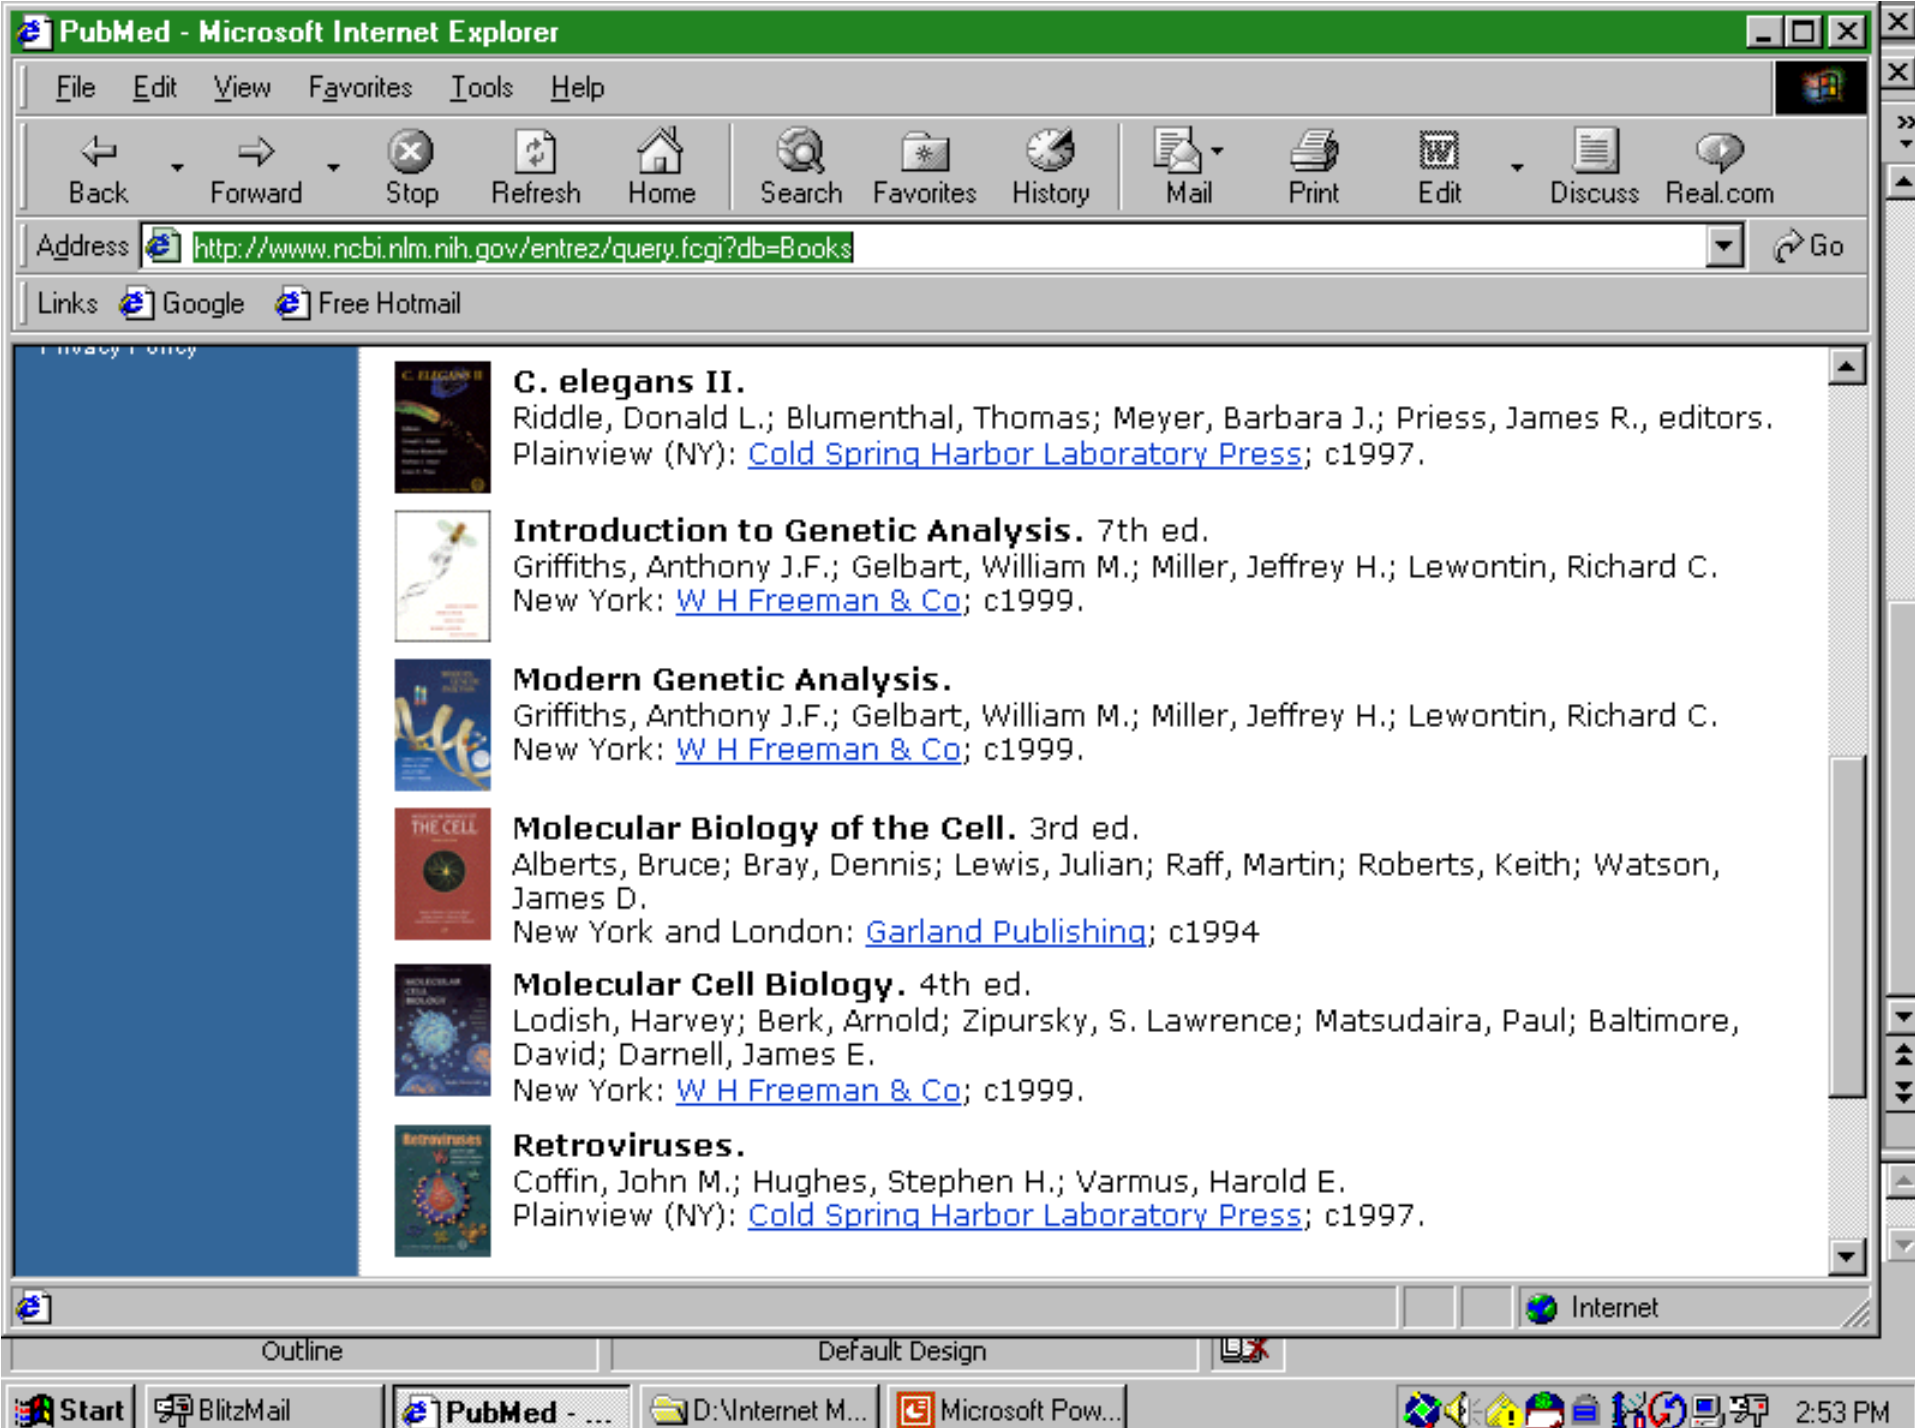 PubMed - Microsoft Internet Explorer
File Edit View Favorites Tools Help
Back Forward Stop Refresh Home Search Favorites History Mail Print Edit Discuss Real.com
Address http://www.ncbi.nlm.nih.gov/entrez/query.fcgi?db=Books Go
Links Google Free Hotmail
Privacy Policy
C. ELEGANS II
C. elegans II.
Riddle, Donald L.; Blumenthal, Thomas; Meyer, Barbara J.; Priess, James R., editors.
Plainview (NY): Cold Spring Harbor Laboratory Press; c1997.
Introduction to Genetic Analysis. 7th ed.
Griffiths, Anthony J.F.; Gelbart, William M.; Miller, Jeffrey H.; Lewontin, Richard C.
New York: W H Freeman & Co; c1999.
Modern Genetic Analysis.
Griffiths, Anthony J.F.; Gelbart, William M.; Miller, Jeffrey H.; Lewontin, Richard C.
New York: W H Freeman & Co; c1999.
THE CELL
Molecular Biology of the Cell. 3rd ed.
Alberts, Bruce; Bray, Dennis; Lewis, Julian; Raff, Martin; Roberts, Keith; Watson,
James D.
New York and London: Garland Publishing; c1994
MOLECULAR
CELL
BIOLOGY
Molecular Cell Biology. 4th ed.
Lodish, Harvey; Berk, Arnold; Zipursky, S. Lawrence; Matsudaira, Paul; Baltimore,
David; Darnell, James E.
New York: W H Freeman & Co; c1999.
Retroviruses
Retroviruses.
Coffin, John M.; Hughes, Stephen H.; Varmus, Harold E.
Plainview (NY): Cold Spring Harbor Laboratory Press; c1997.
Internet
Outline Default Design
Start BlitzMail PubMed - ... D:\Internet M... Microsoft Pow... 2:53 PM